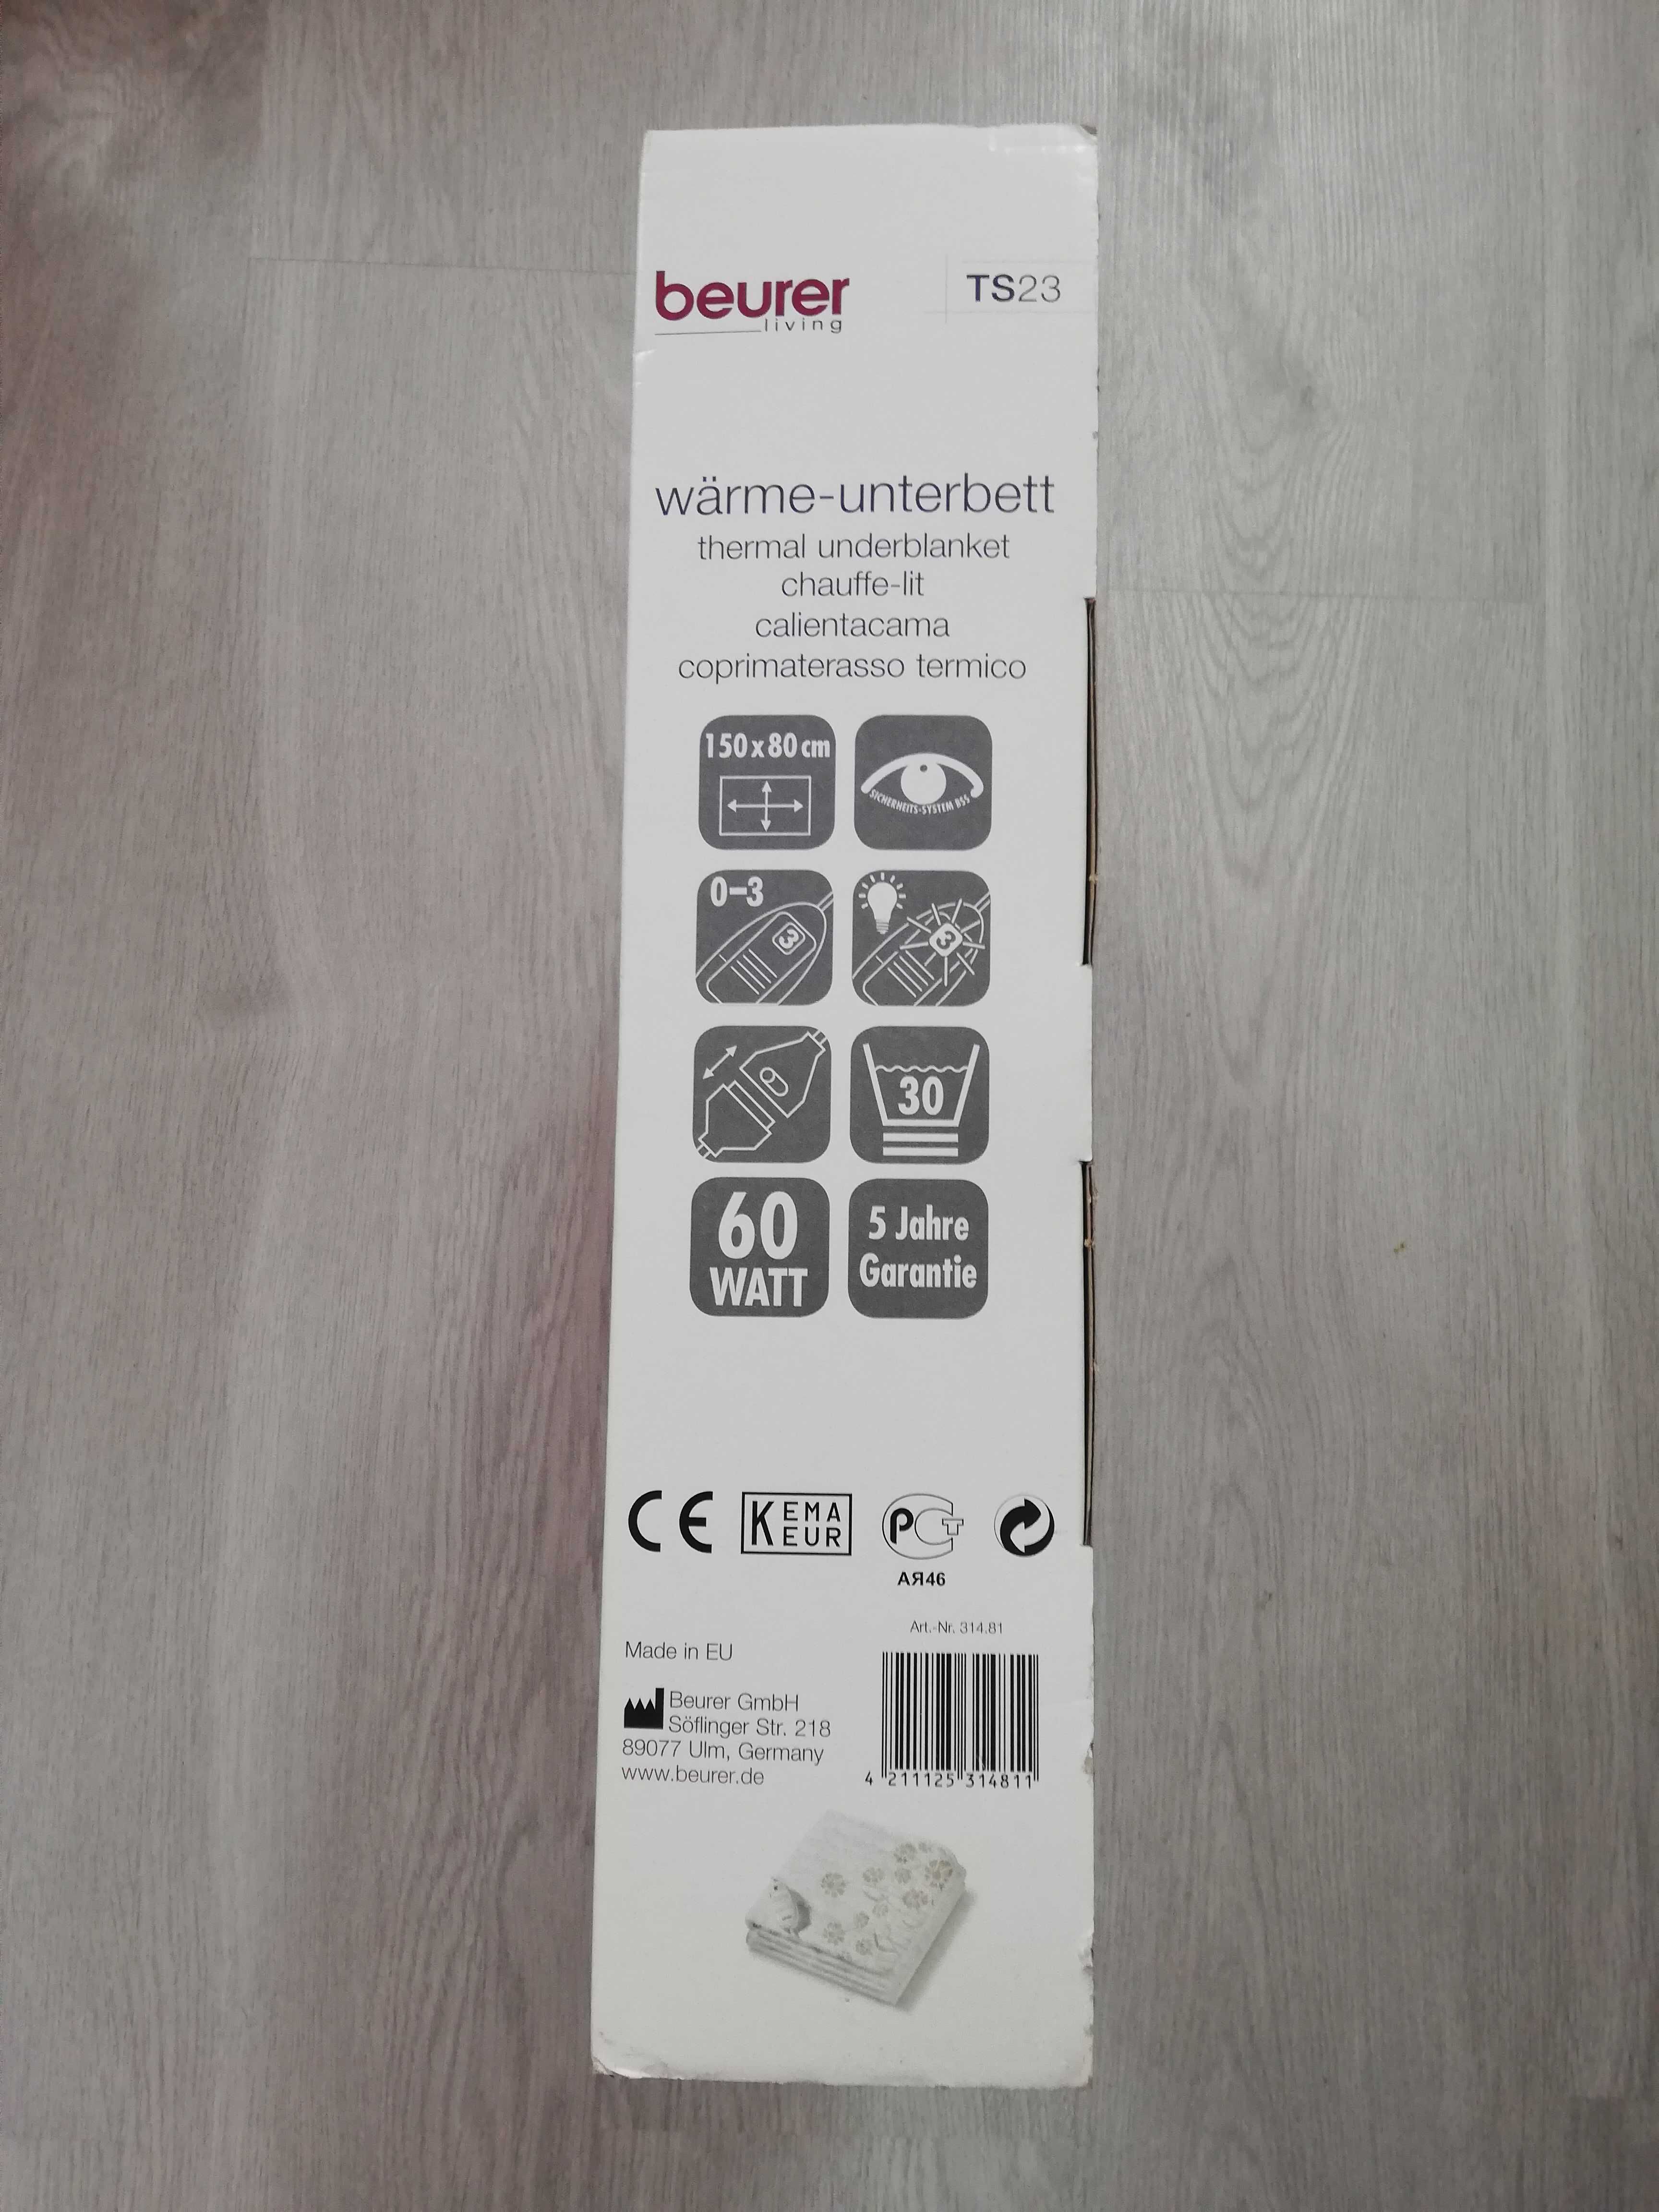 beurer
living
TS23
wärme-unterbett
thermal underblanket
chauffe-lit
calientacama
coprimaterasso termico
150 x 80 cm
SICHERHEITS-SYSTEM BSS
0–3
3
3
30
60
WATT
5 Jahre
Garantie
CE
KEMA
KEUR
РСТ
АЯ46
Art.-Nr. 314.81
Made in EU
Beurer GmbH
Söflinger Str. 218
89077 Ulm, Germany
www.beurer.de
4 211125 314811